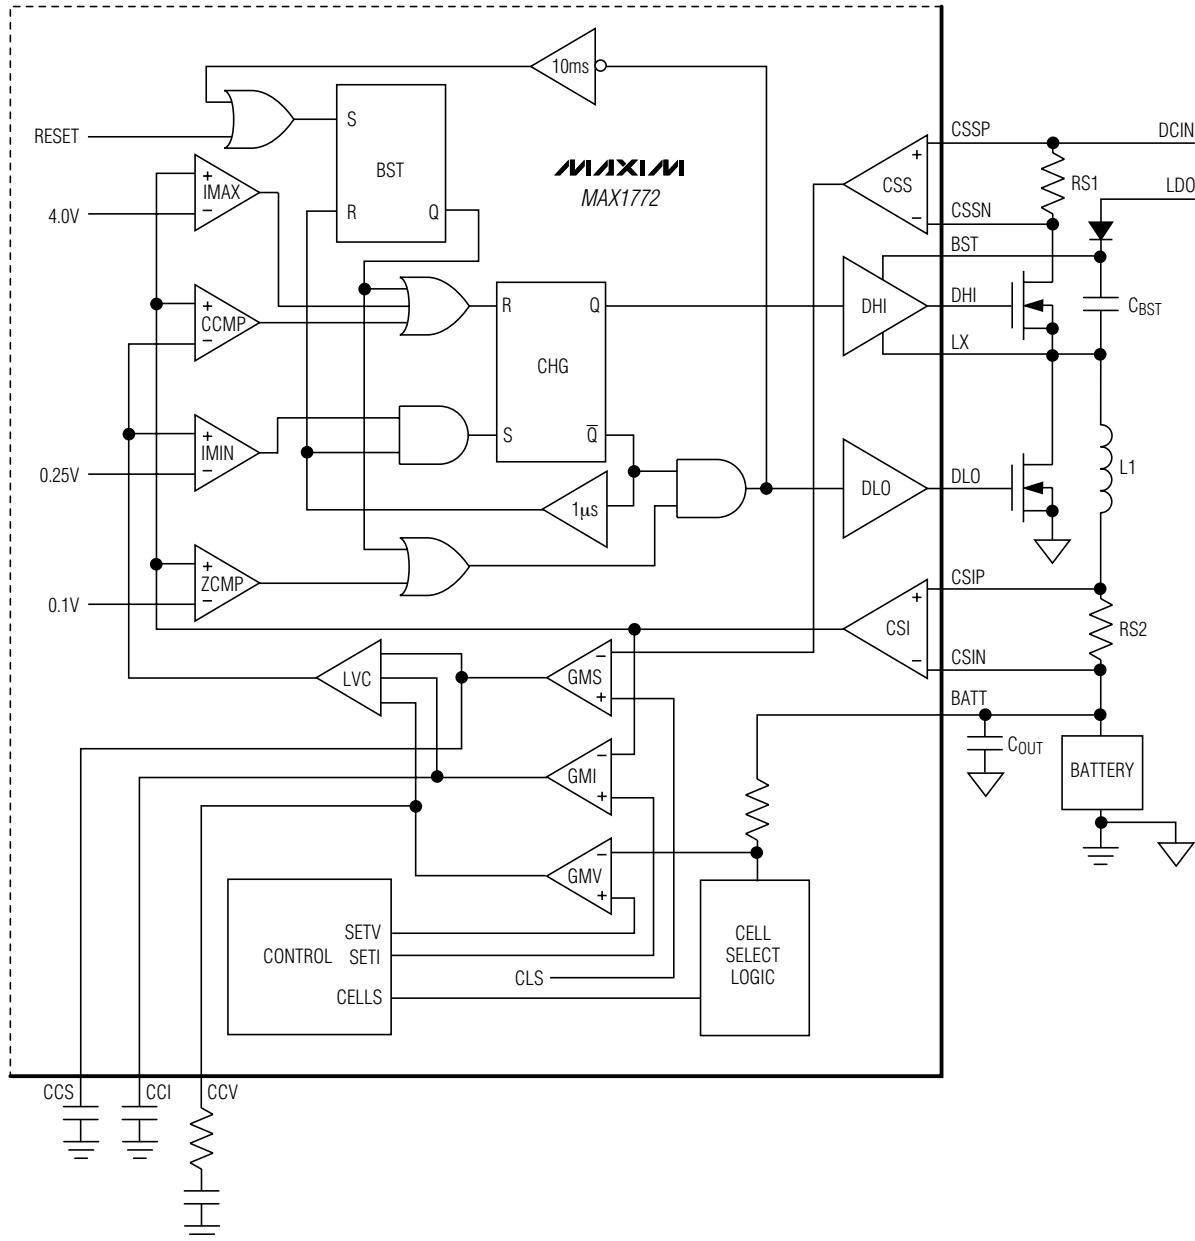 10ms
RESET
S
BST
MAXIM
MAX1772
R
Q
+
IMAX
−
4.0V
CSSP
DCIN
+
CSS
−
RS1
LDO
CSSN
BST
+
CCMP
−
R
Q
CHG
S
Q̅
DHI
DHI
CBST
LX
+
IMIN
−
0.25V
1µs
DLO
DLO
L1
+
ZCMP
−
0.1V
CSIP
+
CSI
−
RS2
CSIN
LVC
−
GMS
+
BATT
COUT
BATTERY
−
GMI
+
−
GMV
+
CONTROL
SETV
SETI
CELLS
CLS
CELL
SELECT
LOGIC
CCS
CCI
CCV